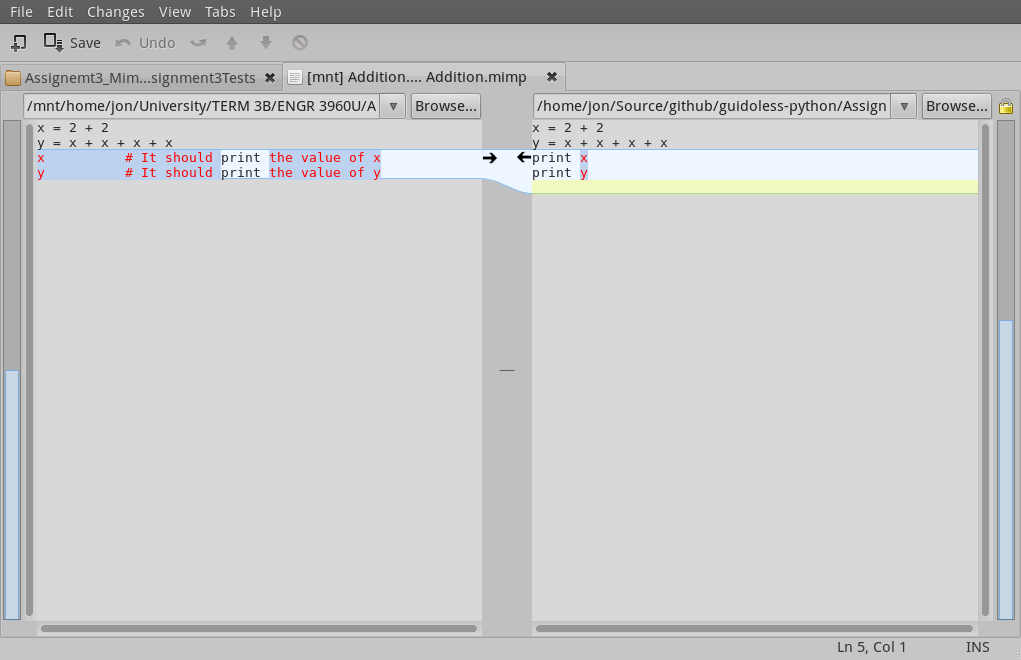 File Edit Changes View Tabs Help
Save Undo
Assignemt3_Mim...signment3Tests [mnt] Addition.... Addition.mimp
/mnt/home/jon/University/TERM 3B/ENGR 3960U/A Browse... /home/jon/Source/github/guidoless-python/Assign Browse...
x = 2 + 2
y = x + x + x + x
x # It should print the value of x
y # It should print the value of y
x = 2 + 2
y = x + x + x + x
print x
print y
Ln 5, Col 1 INS